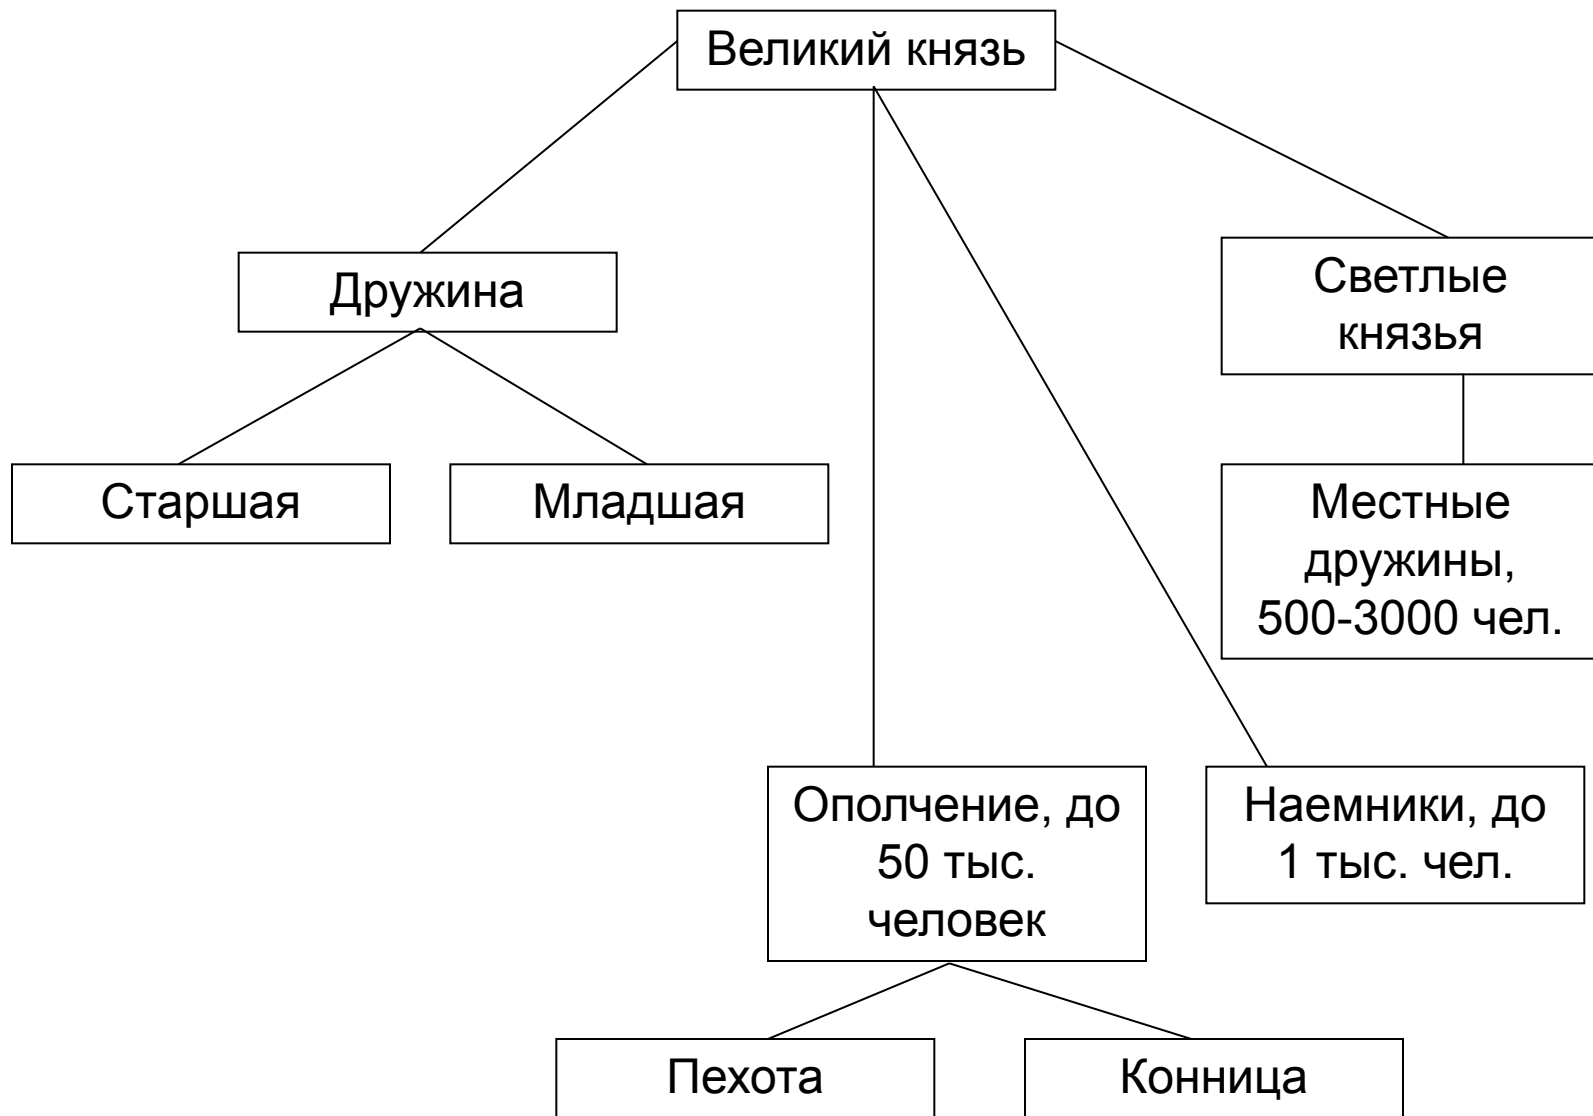 Великий князь
Дружина
Светлые
князья
Старшая
Младшая
Местные
дружины,
500-3000 чел.
Ополчение, до
50 тыс.
человек
Наемники, до
1 тыс. чел.
Пехота
Конница